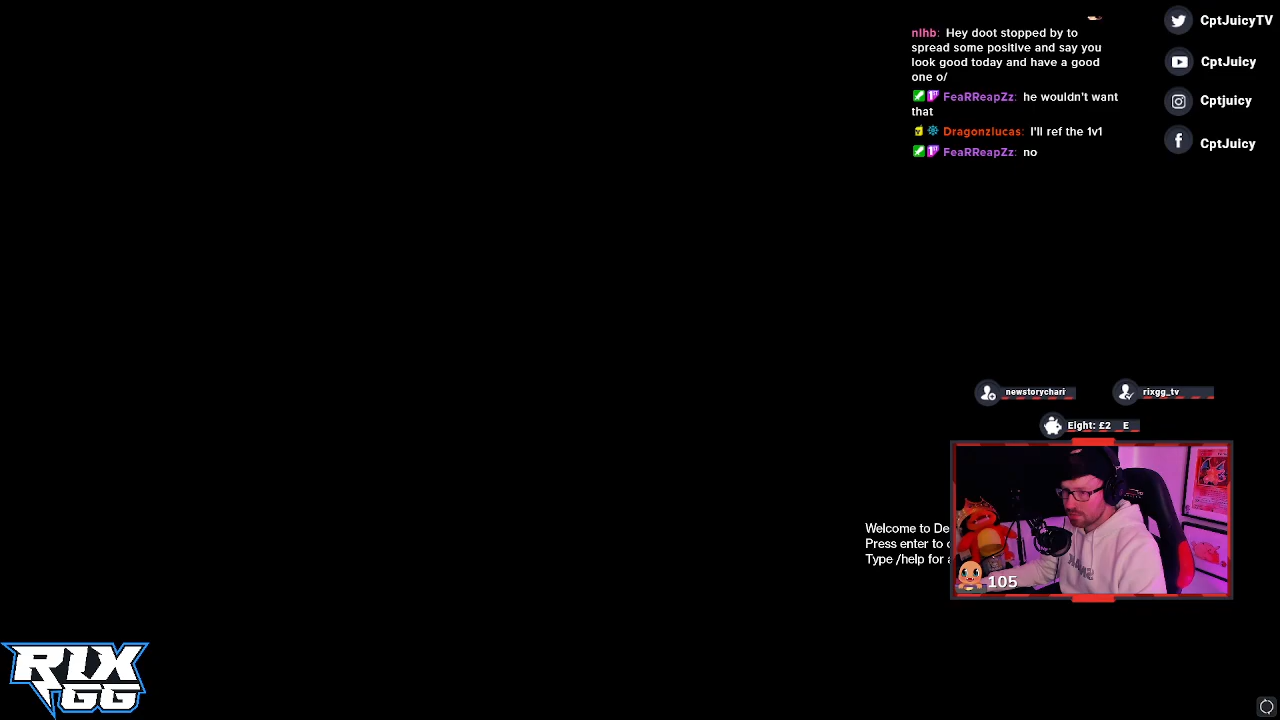 CptJuicyTV
nlhb: Hey doot stopped by to
spread some positive and say you
look good today and have a good
one o/
CptJuicy
FeaRReapZz: he wouldn't want
that
Cptjuicy
Dragonzlucas: I'll ref the 1v1
CptJuicy
FeaRReapZz: no
newstorychari
rixgg_tv
Eight: £2 E
Welcome to De
Press enter to
Type /help for a
105
RIX
GG